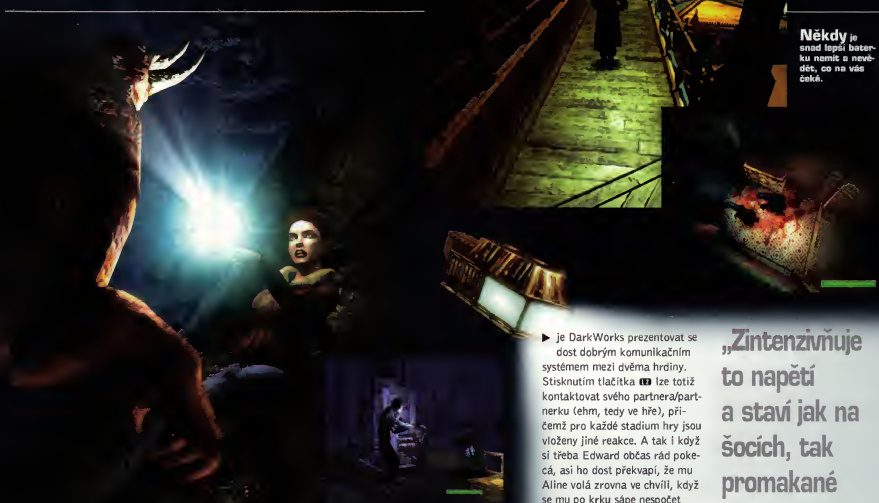 Někdy je
snad lepší bater-
ku nemít a nevě-
dět, co na vás
čeká.
▶ je DarkWorks prezentovat se
dost dobrým komunikačním
systémem mezi dvěma hrdiny.
Stisknutím tlačítka L2 lze totiž
kontaktovat svého partnera/part-
nerku (ehm, tedy ve hře), při-
čemž pro každé stadium hry jsou
vloženy jiné reakce. A tak i když
si třeba Edward občas rád poke-
cá, asi ho dost překvapí, že mu
Aline volá zrovna ve chvíli, když
se mu po krku sápe nespočet
„Zintenzivňuje
to napětí
a staví jak na
šocích, tak
promakané